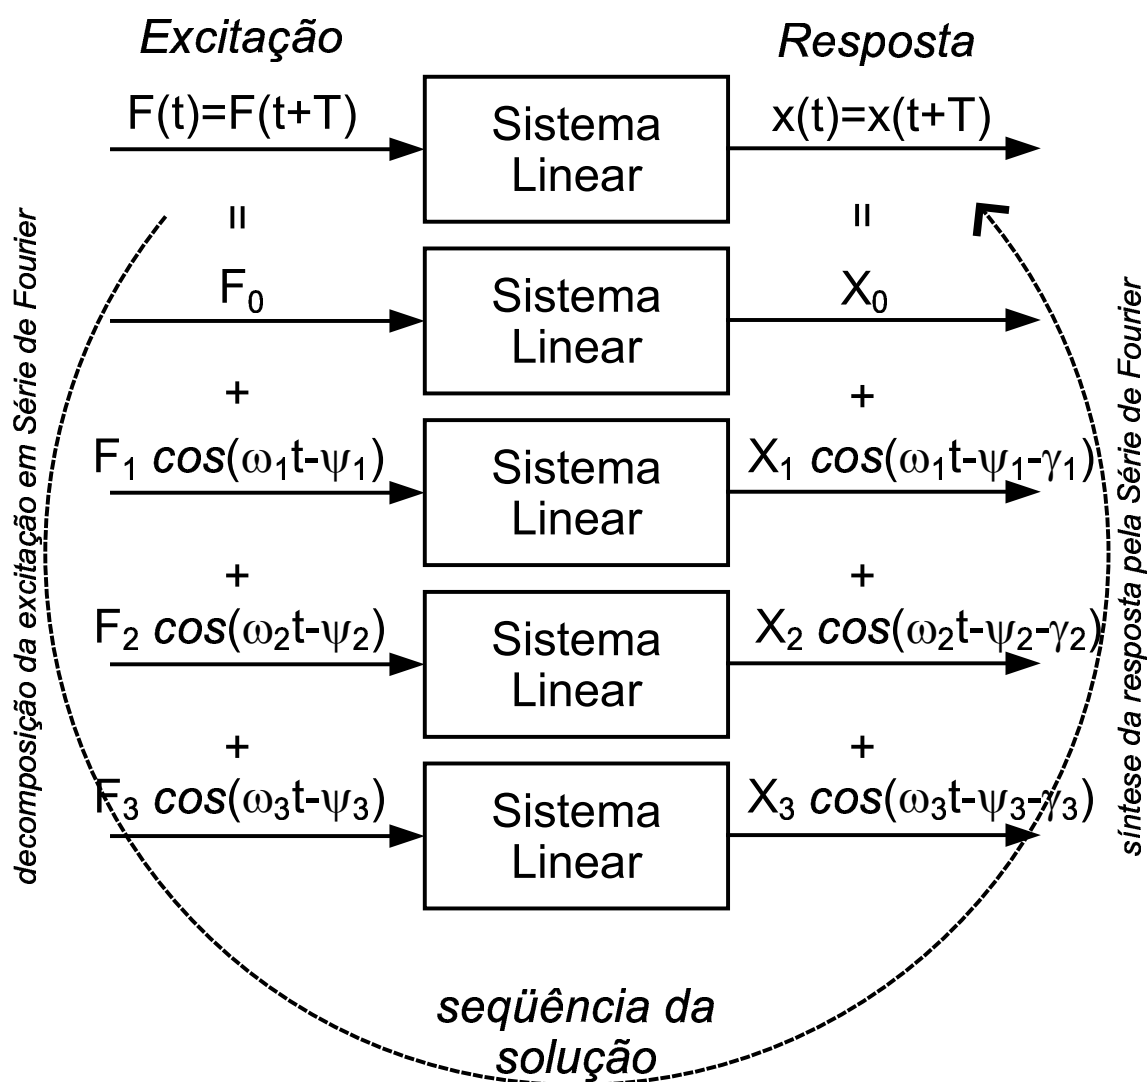 Excitação
Resposta
F(t)=F(t+T)
Sistema
Linear
x(t)=x(t+T)
=
=
F₀
Sistema
Linear
X₀
+
+
F₁ cos(ω₁t-ψ₁)
Sistema
Linear
X₁ cos(ω₁t-ψ₁-γ₁)
+
+
F₂ cos(ω₂t-ψ₂)
Sistema
Linear
X₂ cos(ω₂t-ψ₂-γ₂)
+
+
F₃ cos(ω₃t-ψ₃)
Sistema
Linear
X₃ cos(ω₃t-ψ₃-γ₃)
decomposição da excitação em Série de Fourier
síntese da resposta pela Série de Fourier
seqüência da
solução